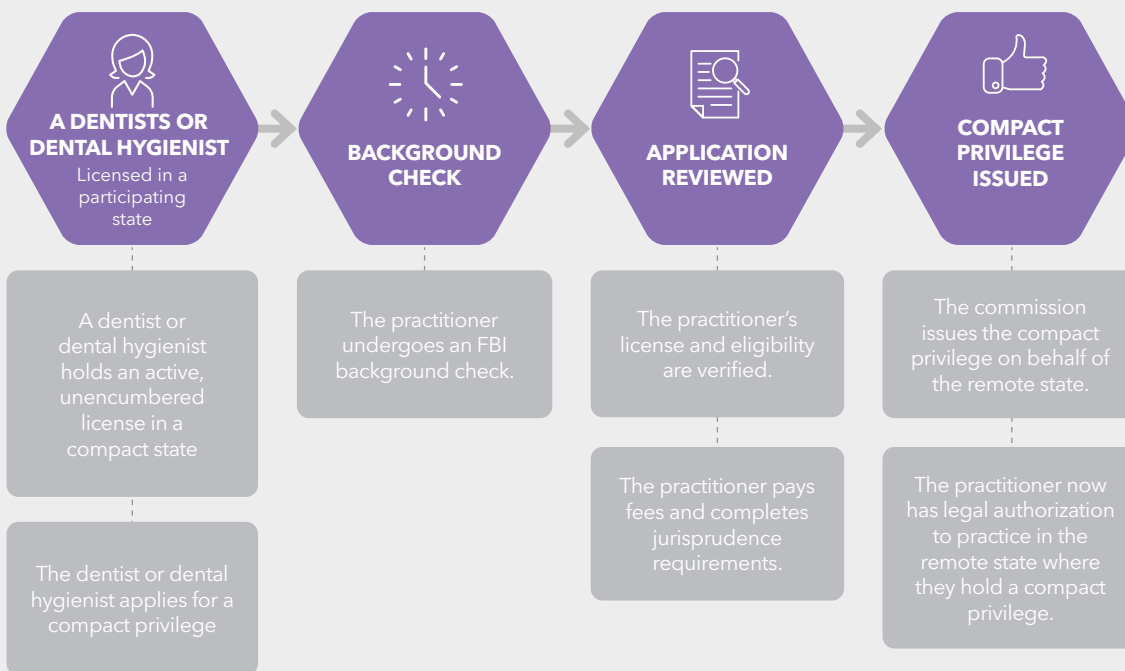 A DENTISTS OR
DENTAL HYGIENIST
Licensed in a
participating
state
A dentist or
dental hygienist
holds an active,
unencumbered
license in a
compact state
The dentist or dental
hygienist applies for a
compact privilege
BACKGROUND
CHECK
The practitioner
undergoes an FBI
background check.
APPLICATION
REVIEWED
The practitioner’s
license and eligibility
are verified.
The practitioner pays
fees and completes
jurisprudence
requirements.
COMPACT
PRIVILEGE
ISSUED
The commission
issues the compact
privilege on behalf of
the remote state.
The practitioner now
has legal authorization
to practice in the
remote state where
they hold a compact
privilege.